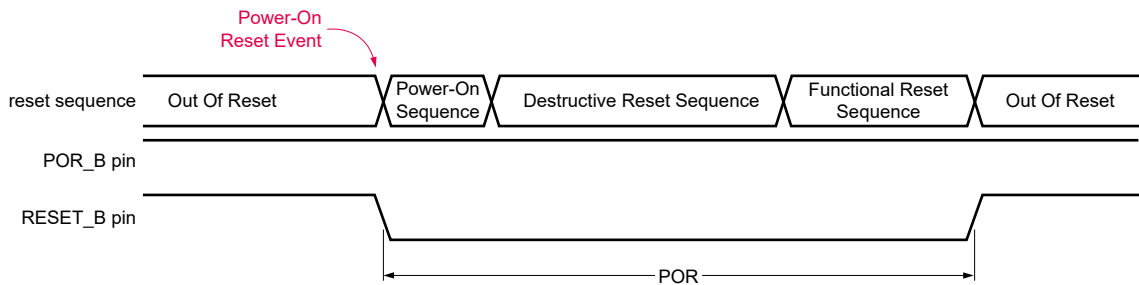 Power-On
Reset Event
reset sequence
Out Of Reset
Power-On
Sequence
Destructive Reset Sequence
Functional Reset
Sequence
Out Of Reset
POR_B pin
RESET_B pin
POR